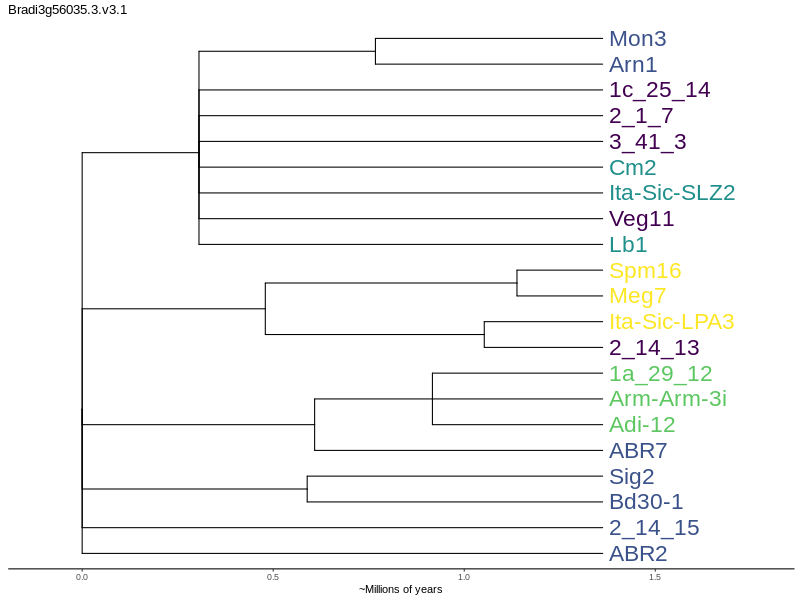 Bradi3g56035.3.v3.1
Mon3
Arn1
1c_25_14
2_1_7
3_41_3
Cm2
Ita-Sic-SLZ2
Veg11
Lb1
Spm16
Meg7
Ita-Sic-LPA3
2_14_13
1a_29_12
Arm-Arm-3i
Adi-12
ABR7
Sig2
Bd30-1
2_14_15
ABR2
0.0 0.5 1.0 1.5
~Millions of years